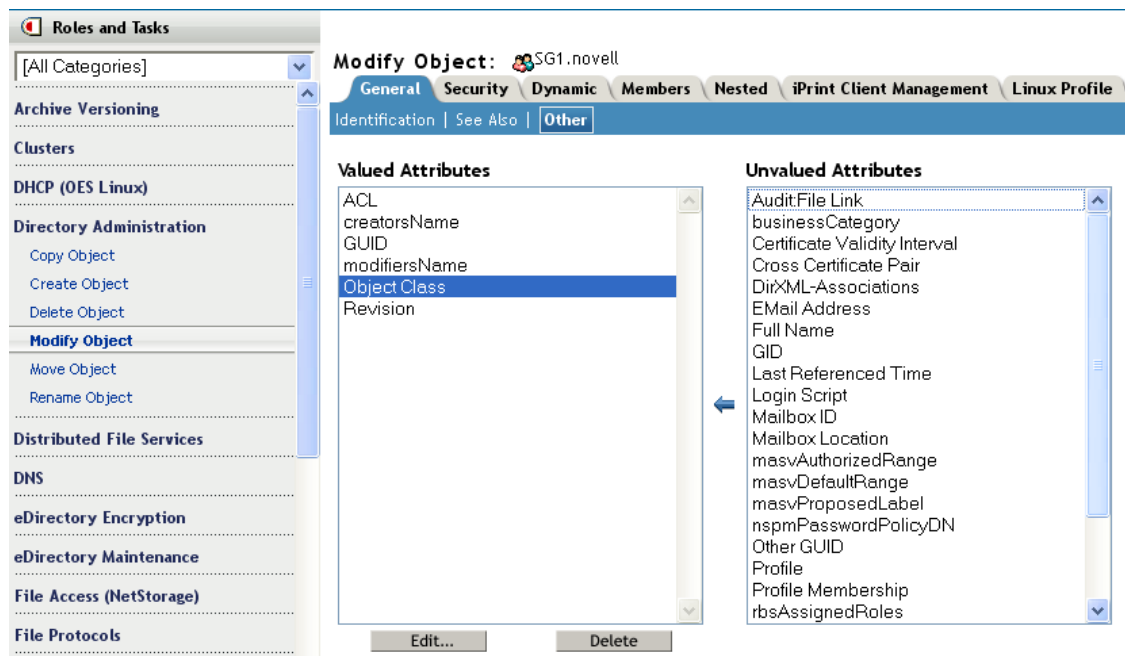 Roles and Tasks
[All Categories]
Archive Versioning
Clusters
DHCP (OES Linux)
Directory Administration
Copy Object
Create Object
Delete Object
Modify Object
Move Object
Rename Object
Distributed File Services
DNS
eDirectory Encryption
eDirectory Maintenance
File Access (NetStorage)
File Protocols
Modify Object: SG1.novell
General Security Dynamic Members Nested iPrint Client Management Linux Profile
Identification | See Also | Other
Valued Attributes
ACL
creatorsName
GUID
modifiersName
Object Class
Revision
Edit... Delete
Unvalued Attributes
Audit:File Link
businessCategory
Certificate Validity Interval
Cross Certificate Pair
DirXML-Associations
EMail Address
Full Name
GID
Last Referenced Time
Login Script
Mailbox ID
Mailbox Location
masvAuthorizedRange
masvDefaultRange
masvProposedLabel
nspmPasswordPolicyDN
Other GUID
Profile
Profile Membership
rbsAssignedRoles